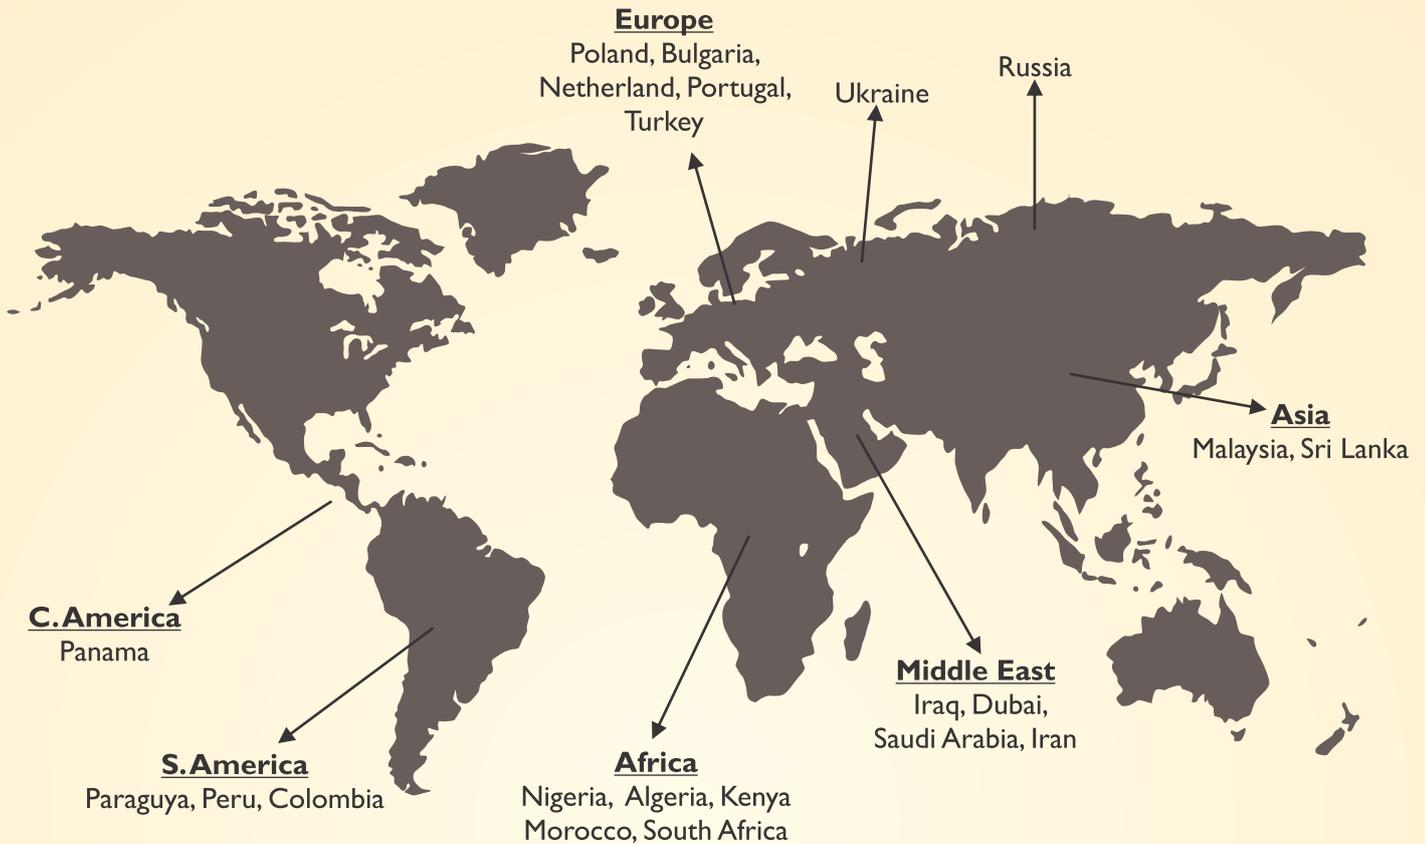 Europe
Poland, Bulgaria,
Netherland, Portugal,
Turkey
Ukraine
Russia
Asia
Malaysia, Sri Lanka
C.America
Panama
Middle East
Iraq, Dubai,
Saudi Arabia, Iran
S.America
Paraguya, Peru, Colombia
Africa
Nigeria, Algeria, Kenya
Morocco, South Africa